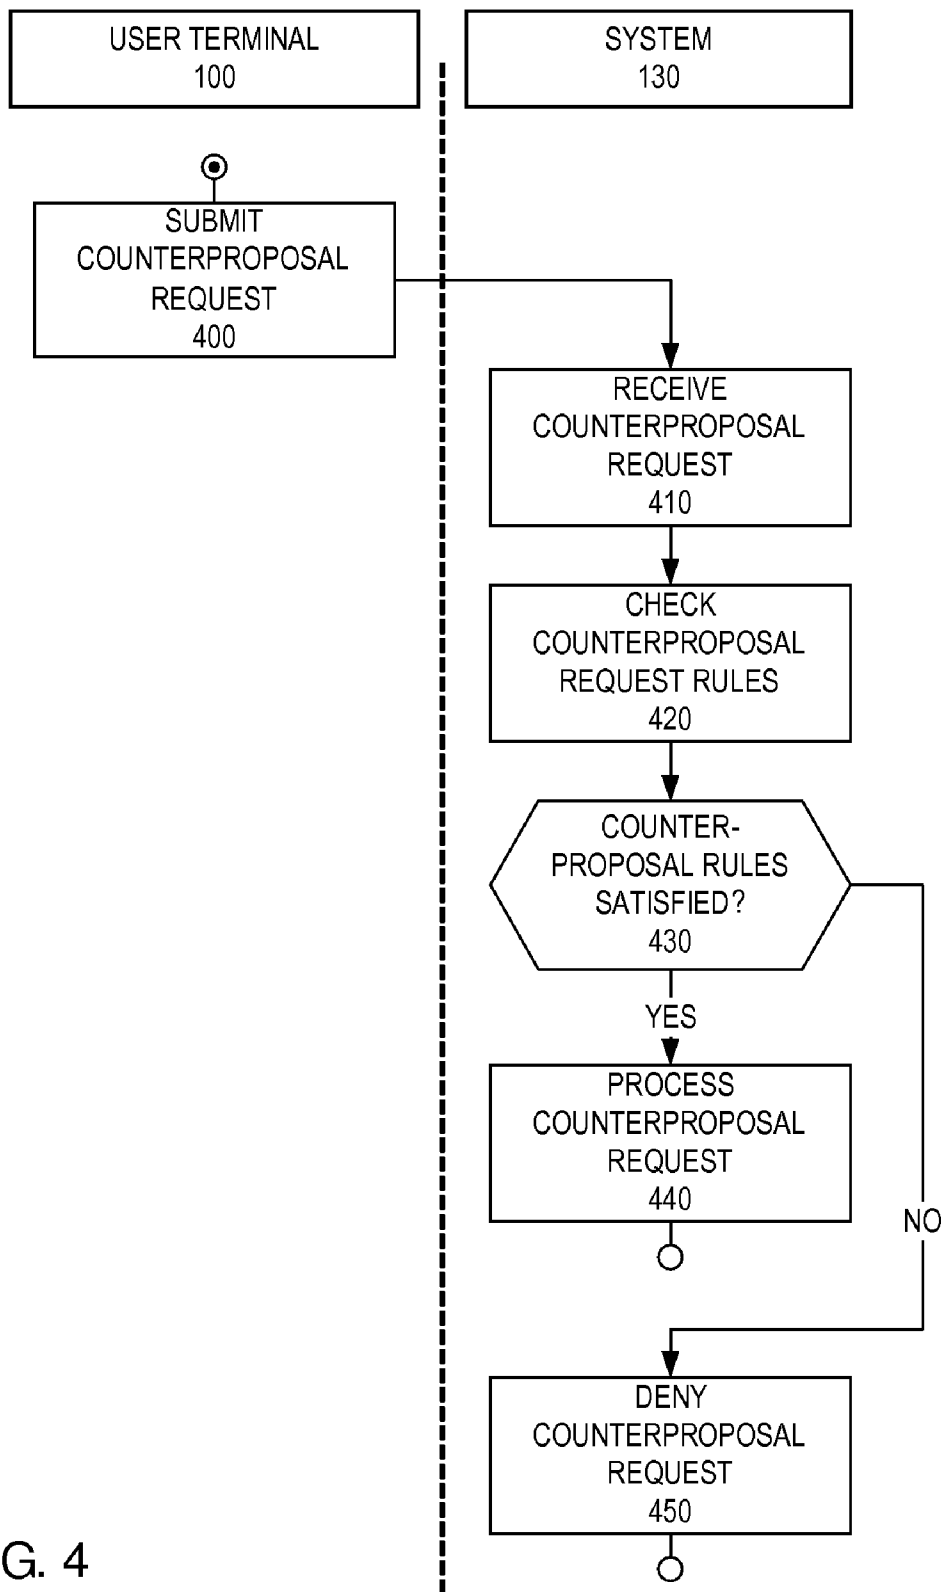 USER TERMINAL
100
SYSTEM
130
SUBMIT
COUNTERPROPOSAL
REQUEST
400
RECEIVE
COUNTERPROPOSAL
REQUEST
410
CHECK
COUNTERPROPOSAL
REQUEST RULES
420
COUNTER-
PROPOSAL RULES
SATISFIED?
430
YES
PROCESS
COUNTERPROPOSAL
REQUEST
440
NO
DENY
COUNTERPROPOSAL
REQUEST
450
G. 4